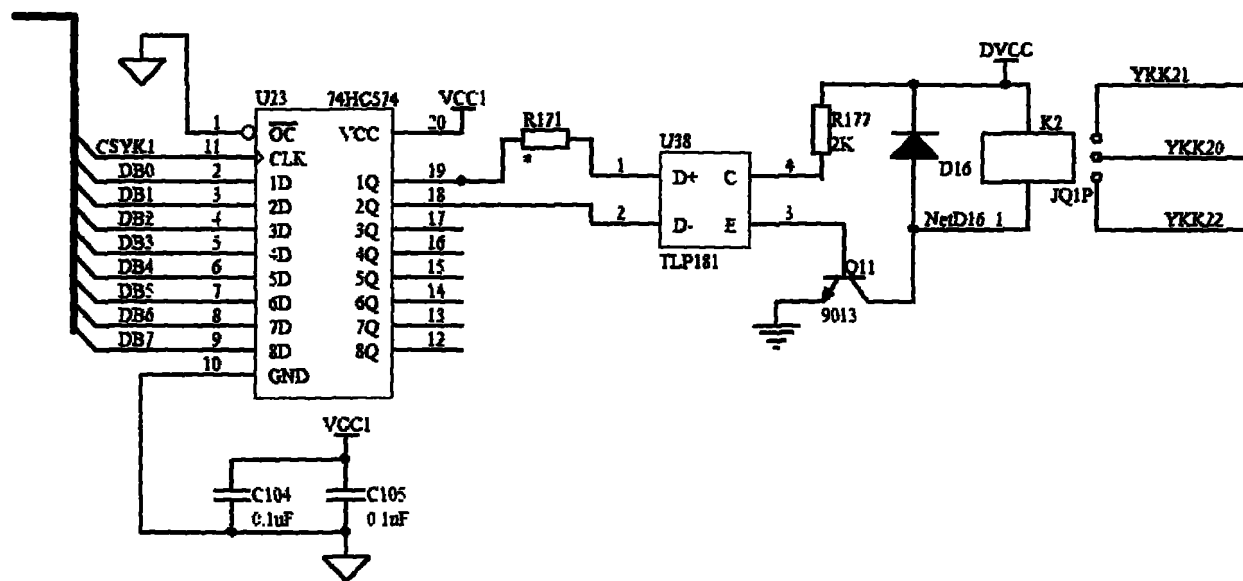 U23 74HC574
VCC1
1 OC VCC 20
CSYK1 11 CLK
DB0 2 1D 1Q 19
DB1 3 2D 2Q 18
DB2 4 3D 3Q 17
DB3 5 4D 4Q 16
DB4 6 5D 5Q 15
DB5 7 6D 6Q 14
DB6 8 7D 7Q 13
DB7 9 8D 8Q 12
10 GND
R171
*
U38
1 D+ C 4
2 D- E 3
TLP181
R177
2K
DVCC
D16
K2
JQ1P
NetD16 1
Q11
9013
YKK21
YKK20
YKK22
VCC1
C104
0.1uF
C105
0.1uF